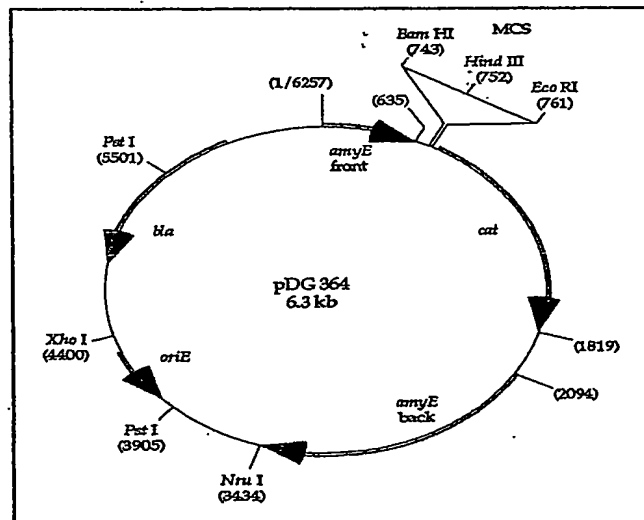 Bam HI
(743)
MCS
Hind III
(752)
Eco RI
(761)
(1/6257)
(635)
Pst I
(5501)
amyE
front
bla
cat
pDG 364
6.3 kb
Xho I
(4400)
oriE
(1819)
(2094)
amyE
back
Pst I
(3905)
Nru I
(3434)